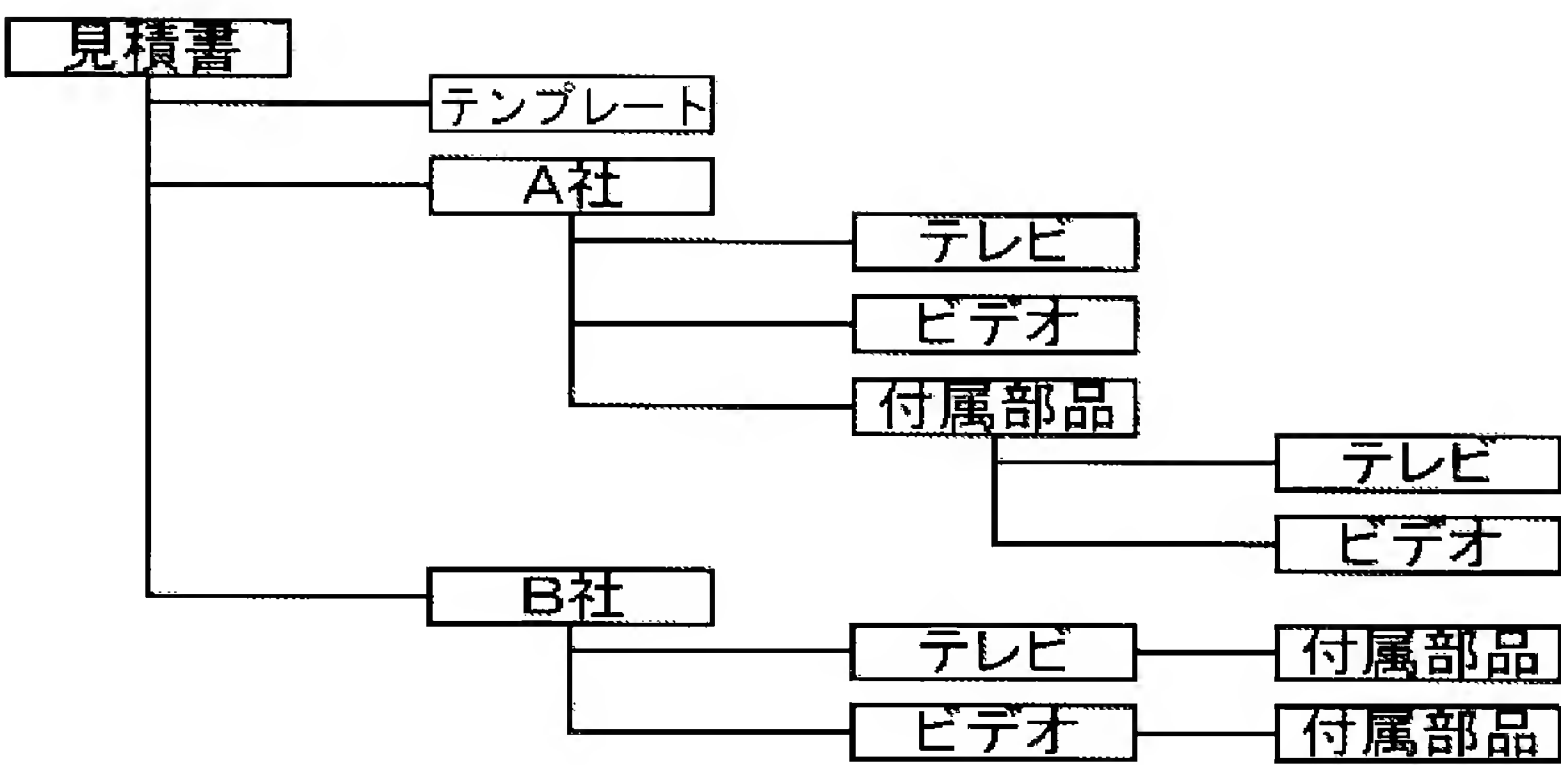 見積書
テンプレート
A社
テレビ
ビデオ
付属部品
テレビ
ビデオ
B社
テレビ 付属部品
ビデオ 付属部品